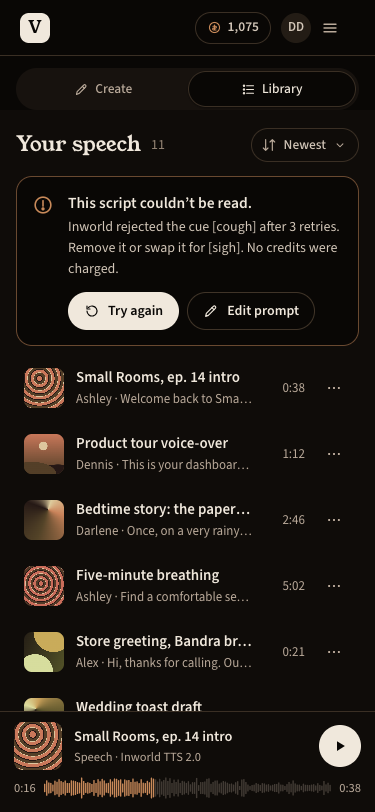 V
1,075
DD
Create
Library
Your speech 11
Newest
This script couldn’t be read.
Inworld rejected the cue [cough] after 3 retries.
Remove it or swap it for [sigh]. No credits were
charged.
Try again
Edit prompt
Small Rooms, ep. 14 intro
Ashley · Welcome back to Sma…
0:38
Product tour voice-over
Dennis · This is your dashboar…
1:12
Bedtime story: the paper…
Darlene · Once, on a very rainy…
2:46
Five-minute breathing
Ashley · Find a comfortable se…
5:02
Store greeting, Bandra br…
Alex · Hi, thanks for calling. Ou…
0:21
Wedding toast draft
Small Rooms, ep. 14 intro
Speech · Inworld TTS 2.0
0:16
0:38